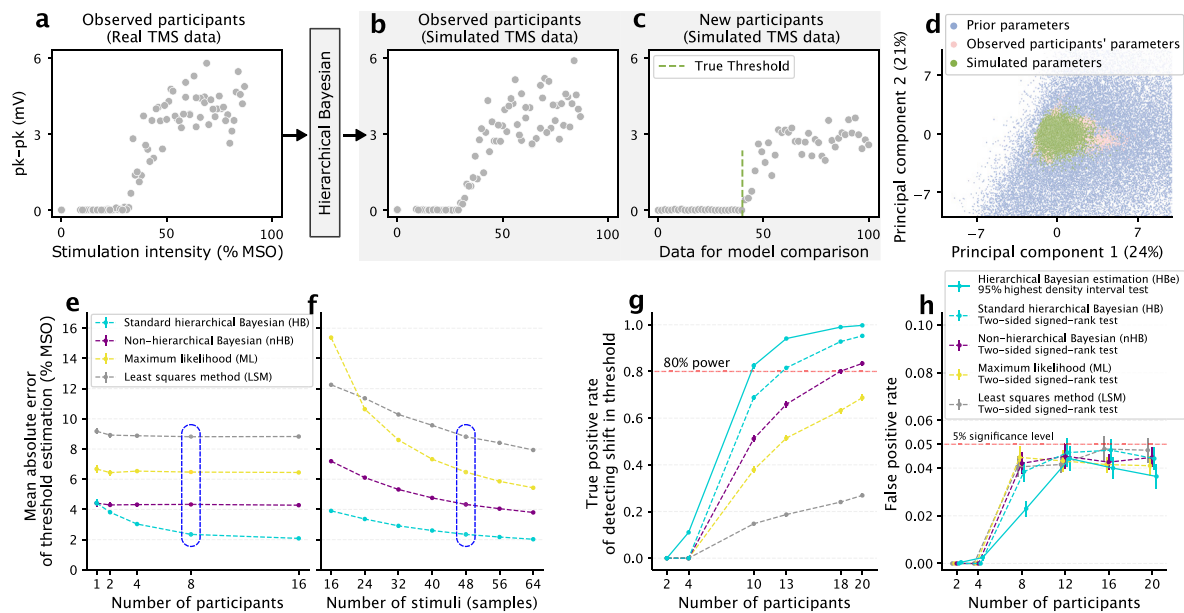 a
Observed participants
(Real TMS data)
6
3
0
pk–pk (mV)
0
50
100
Stimulation intensity (% MSO)
Hierarchical Bayesian
b
Observed participants
(Simulated TMS data)
6
3
0
0
50
100
c
New participants
(Simulated TMS data)
True Threshold
6
3
0
0
50
100
Data for model comparison
d
Prior parameters
Observed participants' parameters
Simulated parameters
Principal component 2 (21%)
7
0
−7
−7
0
7
Principal component 1 (24%)
e
Standard hierarchical Bayesian (HB)
Non-hierarchical Bayesian (nHB)
Maximum likelihood (ML)
Least squares method (LSM)
Mean absolute error
of threshold estimation (% MSO)
16
14
12
10
8
6
4
2
0
1
2
4
8
16
Number of participants
f
16
24
32
40
48
56
64
Number of stimuli (samples)
g
True positive rate
of detecting shift in threshold
1.0
0.8
0.6
0.4
0.2
0.0
80% power
2
4
10
13
18
20
Number of participants
h
Hierarchical Bayesian estimation (HBe)
95% highest density interval test
Standard hierarchical Bayesian (HB)
Two-sided signed-rank test
Non-hierarchical Bayesian (nHB)
Two-sided signed-rank test
Maximum likelihood (ML)
Two-sided signed-rank test
Least squares method (LSM)
Two-sided signed-rank test
False positive rate
0.10
0.08
0.06
0.05
0.04
0.02
0.00
5% significance level
2
4
8
12
16
20
Number of participants